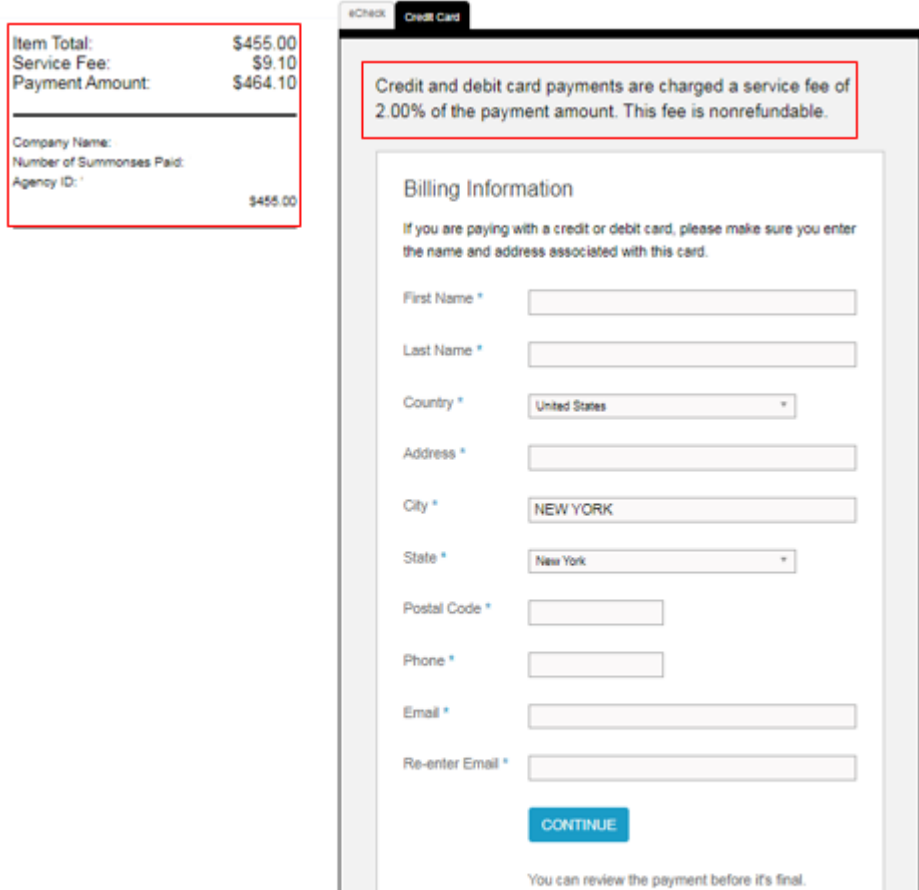 eCheck Credit Card
Item Total: $455.00
Service Fee: $9.10
Payment Amount: $464.10
Company Name:
Number of Summonses Paid:
Agency ID: '
$455.00
Credit and debit card payments are charged a service fee of
2.00% of the payment amount. This fee is nonrefundable.
Billing Information
If you are paying with a credit or debit card, please make sure you enter
the name and address associated with this card.
First Name *
Last Name *
Country * United States
Address *
City * NEW YORK
State * New York
Postal Code *
Phone *
Email *
Re-enter Email *
CONTINUE
You can review the payment before it's final.